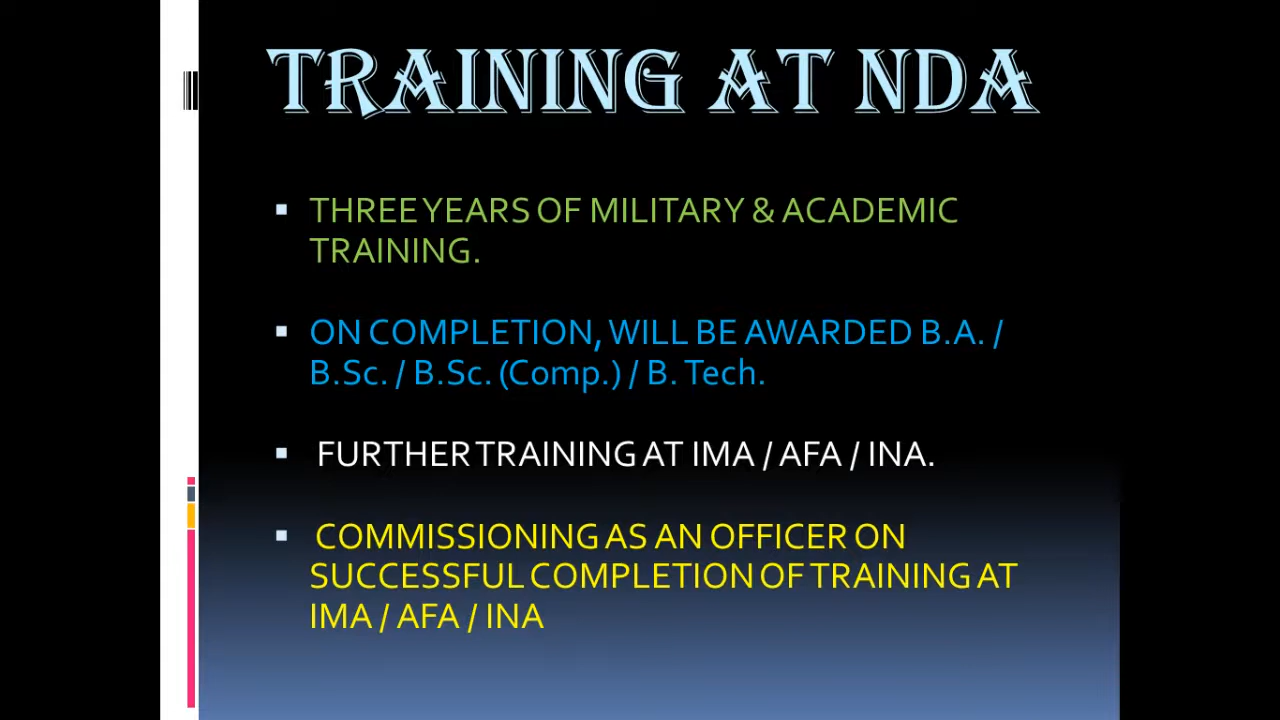 TRAINING AT NDA
THREE YEARS OF MILITARY & ACADEMIC
TRAINING.
ON COMPLETION, WILL BE AWARDED B.A. /
B.Sc. / B.Sc. (Comp.) / B. Tech.
FURTHER TRAINING AT IMA / AFA / INA.
COMMISSIONING AS AN OFFICER ON
SUCCESSFUL COMPLETION OF TRAINING AT
IMA / AFA / INA